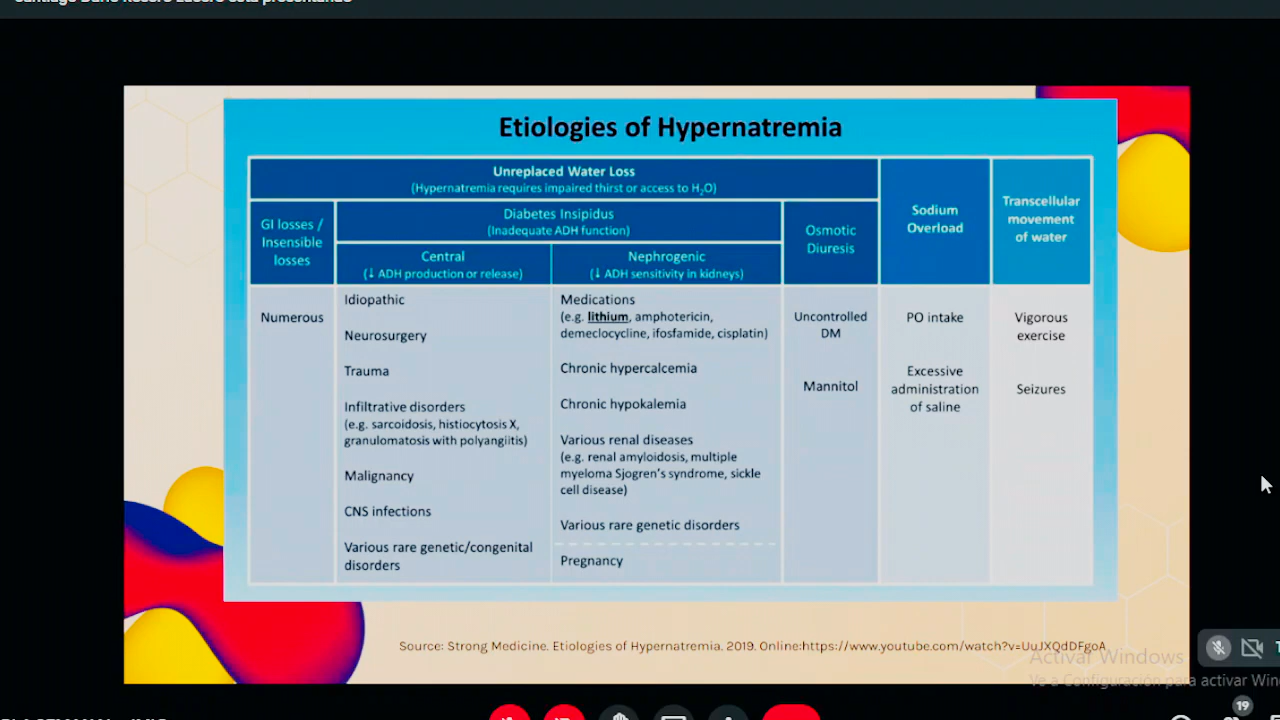 Etiologies of Hypernatremia
Unreplaced Water Loss
(Hypernatremia requires impaired thirst or access to H₂O)
GI losses /
Insensible
losses
Diabetes Insipidus
(Inadequate ADH function)
Central
(↓ ADH production or release)
Nephrogenic
(↓ ADH sensitivity in kidneys)
Osmotic
Diuresis
Sodium
Overload
Transcellular
movement
of water
Numerous
Idiopathic
Neurosurgery
Trauma
Infiltrative disorders
(e.g. sarcoidosis, histiocytosis X,
granulomatosis with polyangiitis)
Malignancy
CNS infections
Various rare genetic/congenital
disorders
Medications
(e.g. lithium, amphotericin,
demeclocycline, ifosfamide, cisplatin)
Chronic hypercalcemia
Chronic hypokalemia
Various renal diseases
(e.g. renal amyloidosis, multiple
myeloma Sjogren's syndrome, sickle
cell disease)
Various rare genetic disorders
Pregnancy
Uncontrolled
DM
Mannitol
PO intake
Excessive
administration
of saline
Vigorous
exercise
Seizures
Source: Strong Medicine. Etiologies of Hypernatremia, 2019. Online:https://www.youtube.com/watch?v=UuJXQdDFgoA
Activar Windows
Ve a Configuración para activar Win
19